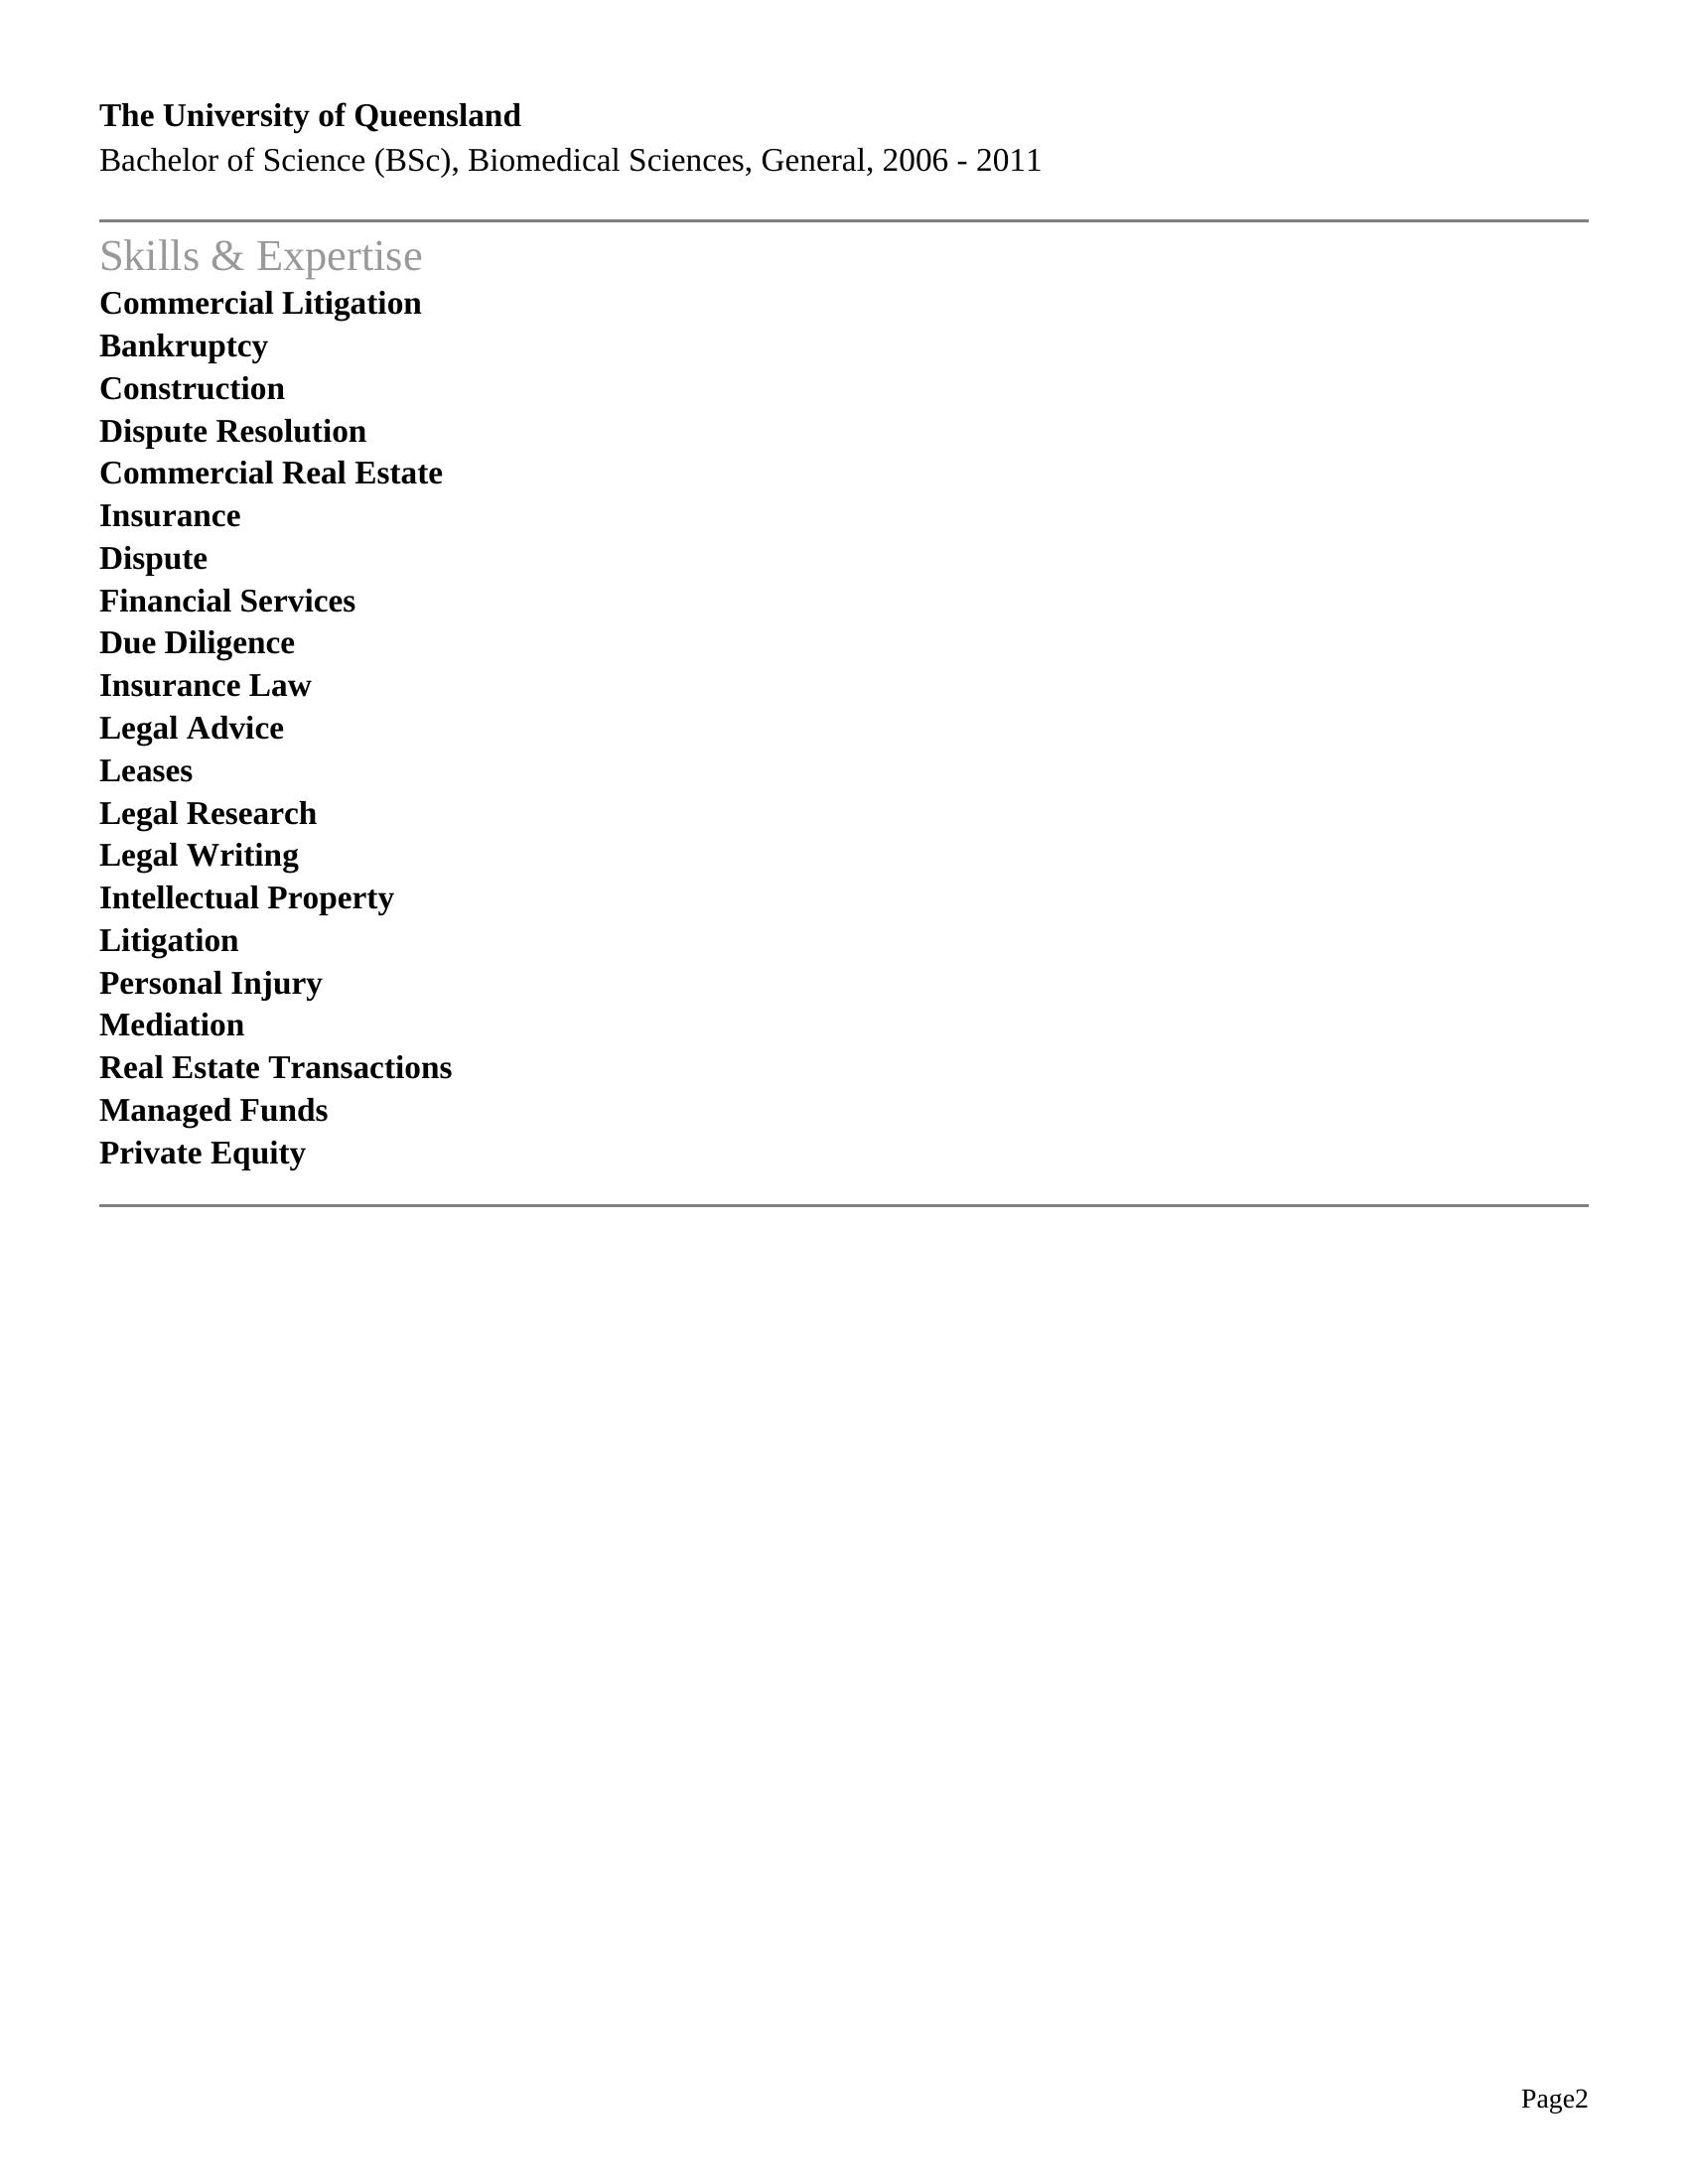 The University of Queensland
Bachelor of Science (BSc), Biomedical Sciences, General, 2006 - 2011
Skills & Expertise
Commercial Litigation
Bankruptcy
Construction
Dispute Resolution
Commercial Real Estate
Insurance
Dispute
Financial Services
Due Diligence
Insurance Law
Legal Advice
Leases
Legal Research
Legal Writing
Intellectual Property
Litigation
Personal Injury
Mediation
Real Estate Transactions
Managed Funds
Private Equity
Page2